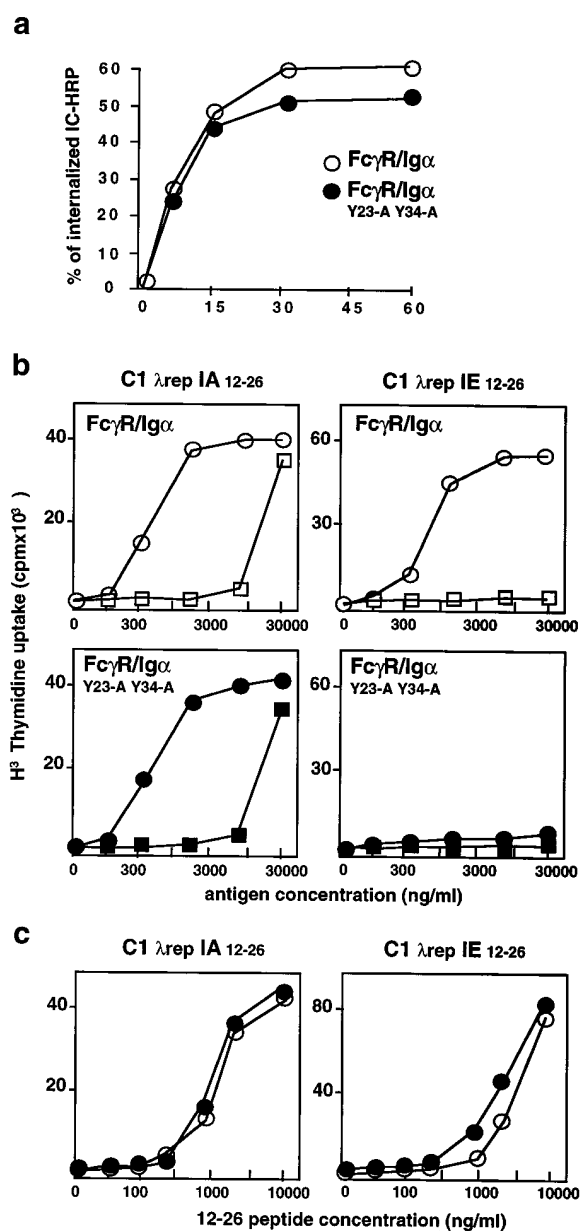 a
% of internalized IC-HRP
60
50
40
30
20
10
0
0 15 30 45 60
FcγR/Igα
FcγR/Igα
Y23-A Y34-A
b
C1 λrep IA 12-26
C1 λrep IE 12-26
H³ Thymidine uptake (cpmx10³)
FcγR/Igα
40
20
0 300 3000 30000
FcγR/Igα
60
30
0 300 3000 30000
FcγR/Igα
Y23-A Y34-A
40
20
0 300 3000 30000
FcγR/Igα
Y23-A Y34-A
60
30
0 300 3000 30000
antigen concentration (ng/ml)
c
C1 λrep IA 12-26
C1 λrep IE 12-26
40
20
0 100 1000 10000
80
40
0 100 1000 10000
12-26 peptide concentration (ng/ml)